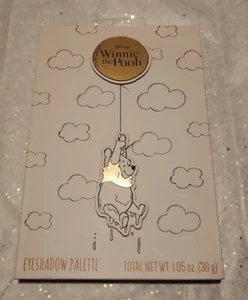 Disney
Winnie
the
Pooh
EYESHADOW PALETTE
TOTAL NET WT 1.05 oz. (30 g)